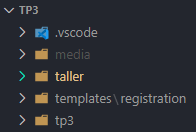 TP3
.vscode
media
taller
templates\registration
tp3